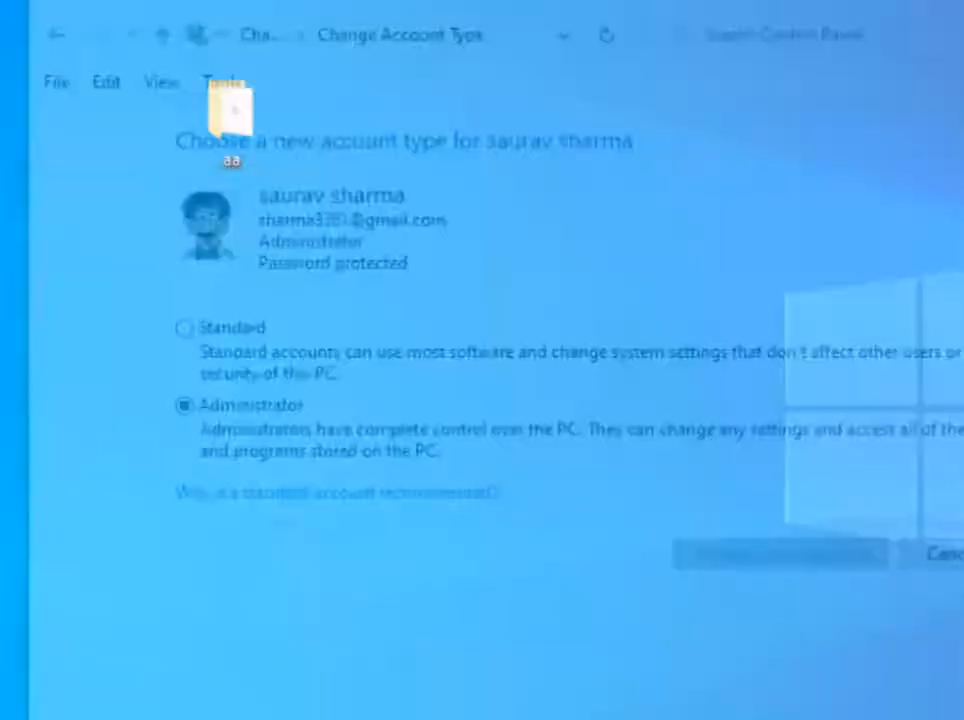 Cha... Change Account Type
File Edit View Tools
Choose a new account type for saurav sharma
aa
saurav sharma
Administrator
Password protected
Standard
Standard accounts can use most software and change system settings that don't affect other users or
security of this PC.
Administrator
Administrators have complete control over the PC. They can change any settings and access all of the
and programs stored on the PC.
Why is a standard account recommended?
Canc